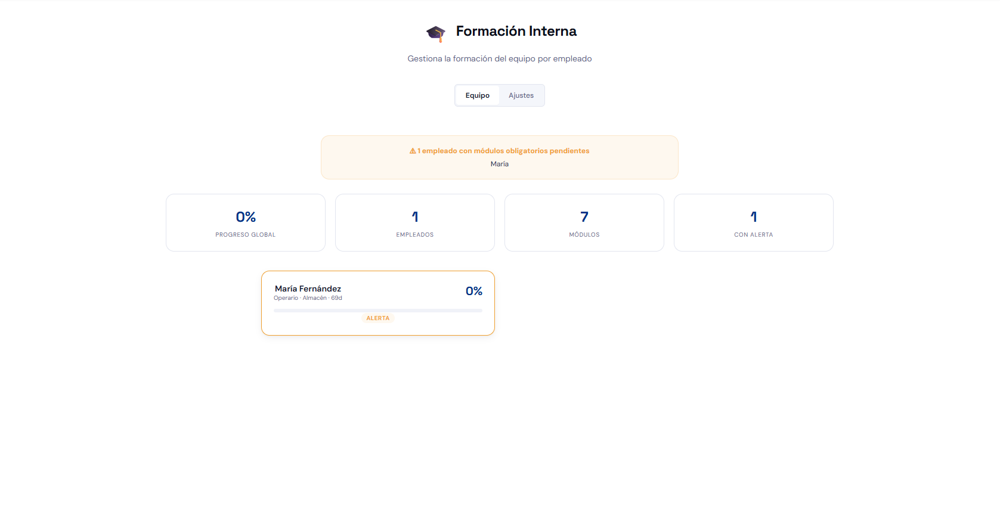 Formación Interna
Gestiona la formación del equipo por empleado
Equipo
Ajustes
⚠ 1 empleado con módulos obligatorios pendientes
María
0%
PROGRESO GLOBAL
1
EMPLEADOS
7
MÓDULOS
1
CON ALERTA
María Fernández
0%
Operario · Almacén · 69d
ALERTA